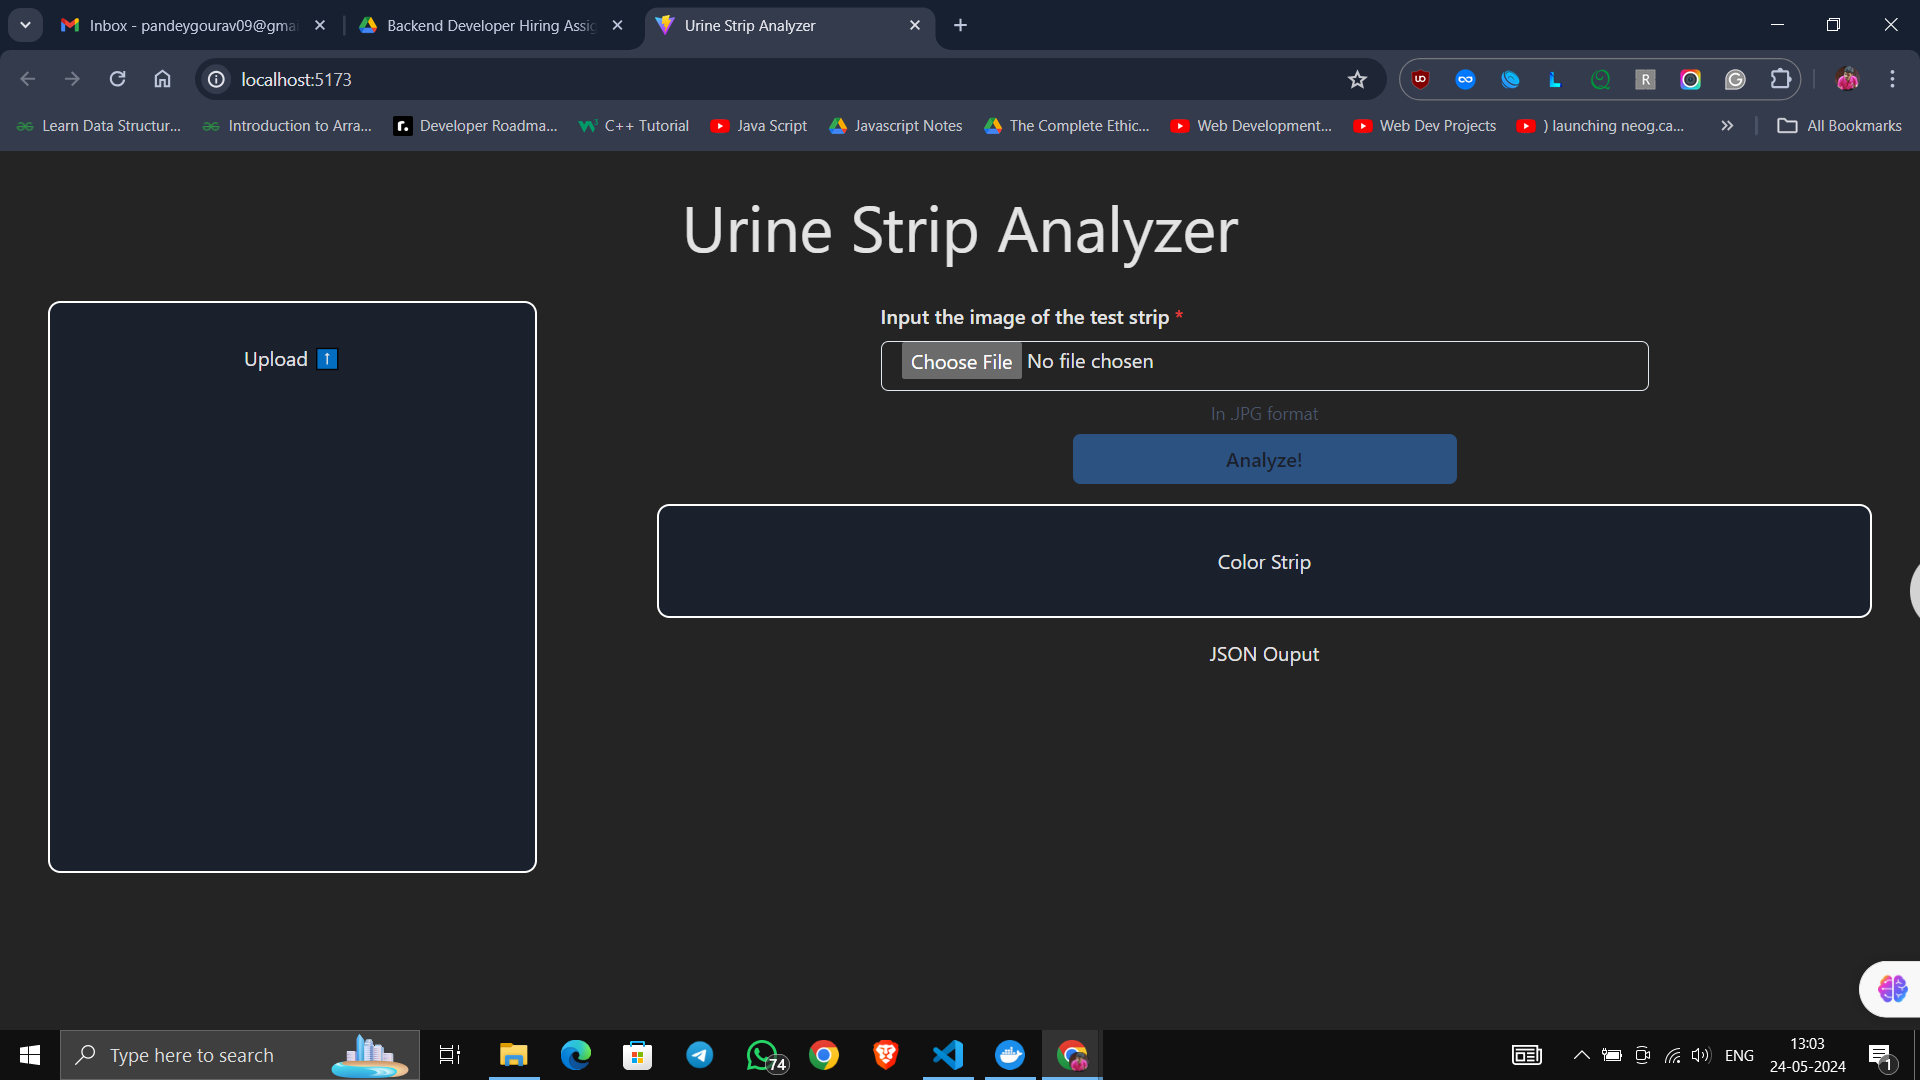 Inbox - pandeygourav09@gmai
Backend Developer Hiring Assig
Urine Strip Analyzer
localhost:5173
Learn Data Structur...
Introduction to Arra...
Developer Roadma...
C++ Tutorial
Java Script
Javascript Notes
The Complete Ethic...
Web Development...
Web Dev Projects
) launching neog.ca...
All Bookmarks
Urine Strip Analyzer
Upload ↑
Input the image of the test strip *
Choose File No file chosen
In JPG format
Analyze!
Color Strip
JSON Ouput
Type here to search
74
ENG
13:03
24-05-2024
1